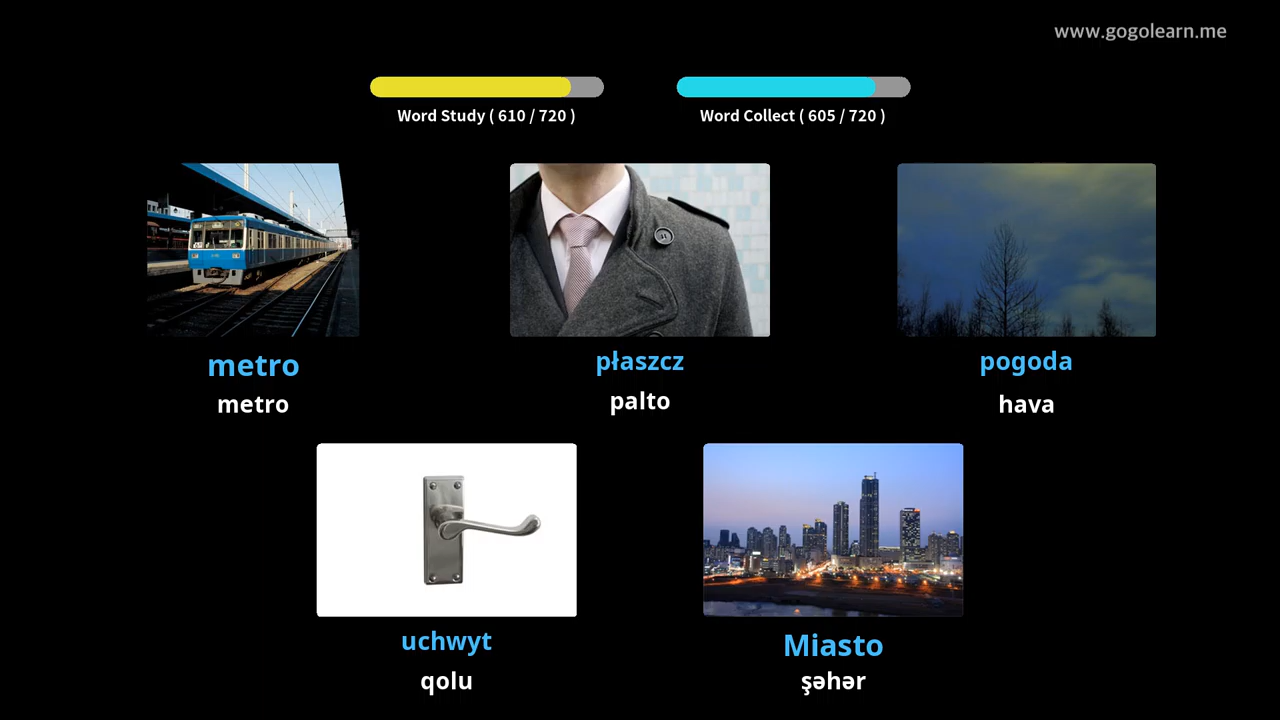 www.gogolearn.me
Word Study ( 610 / 720 )
Word Collect ( 605 / 720 )
metro
metro
płaszcz
palto
pogoda
hava
uchwyt
qolu
Miasto
şəhər